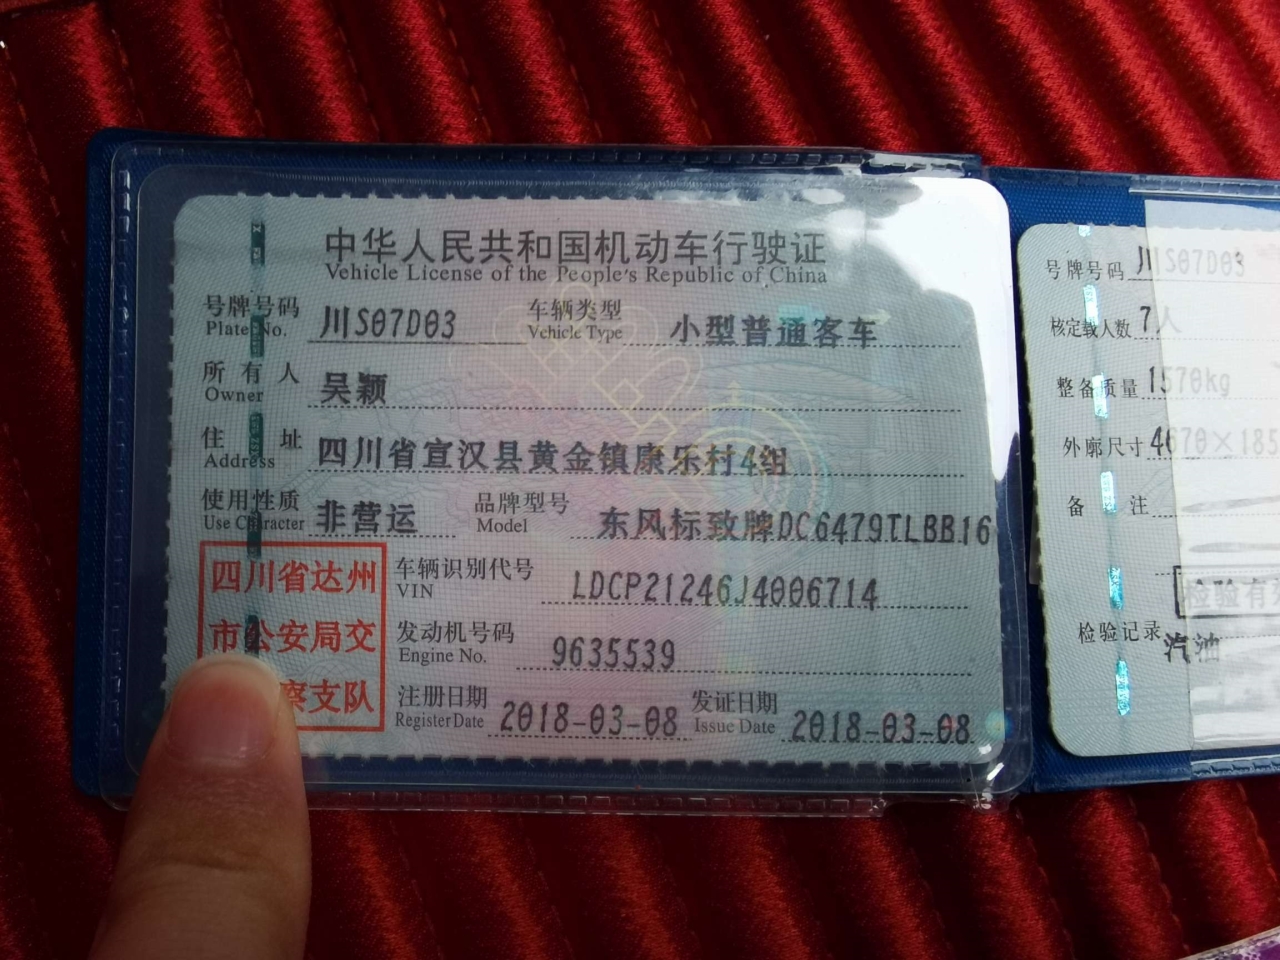 中华人民共和国机动车行驶证
Vehicle License of the People's Republic of China
号牌号码 川S07D03 车辆类型 小型普通客车
Plate No. Vehicle Type
所有人 吴颖
Owner
住址 四川省宣汉县黄金镇康乐村4组
Address
使用性质 非营运 品牌型号 东风标致牌DC6479TLBB16
Use Character Model
四川省达州
市公安局交
察支队
车辆识别代号 LDCP21246J4006714
VIN
发动机号码 9635539
Engine No.
注册日期 2018-03-08 发证日期 2018-03-08
Register Date Issue Date
号牌号码 川S07D03
核定载人数 7人
整备质量 1570kg
外廓尺寸 4670×185
备注
检验有
检验记录
汽油